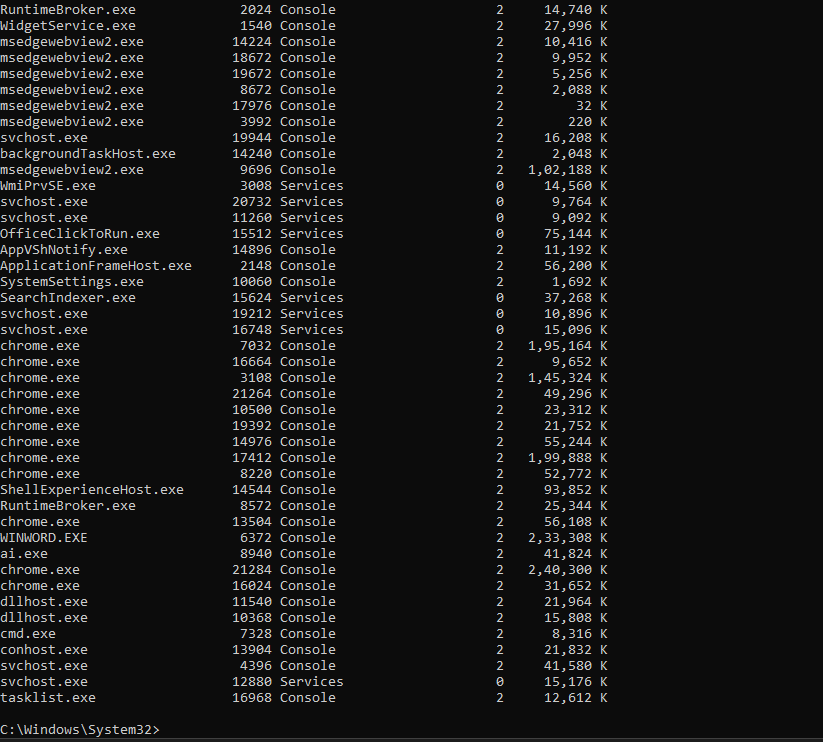 RuntimeBroker.exe 2024 Console 2 14,740 K
WidgetService.exe 1540 Console 2 27,996 K
msedgewebview2.exe 14224 Console 2 10,416 K
msedgewebview2.exe 18672 Console 2 9,952 K
msedgewebview2.exe 19672 Console 2 5,256 K
msedgewebview2.exe 8672 Console 2 2,088 K
msedgewebview2.exe 17976 Console 2 32 K
msedgewebview2.exe 3992 Console 2 220 K
svchost.exe 19944 Console 2 16,208 K
backgroundTaskHost.exe 14240 Console 2 2,048 K
msedgewebview2.exe 9696 Console 2 1,02,188 K
WmiPrvSE.exe 3008 Services 0 14,560 K
svchost.exe 20732 Services 0 9,764 K
svchost.exe 11260 Services 0 9,092 K
OfficeClickToRun.exe 15512 Services 0 75,144 K
AppVShNotify.exe 14896 Console 2 11,192 K
ApplicationFrameHost.exe 2148 Console 2 56,200 K
SystemSettings.exe 10060 Console 2 1,692 K
SearchIndexer.exe 15624 Services 0 37,268 K
svchost.exe 19212 Services 0 10,896 K
svchost.exe 16748 Services 0 15,096 K
chrome.exe 7032 Console 2 1,95,164 K
chrome.exe 16664 Console 2 9,652 K
chrome.exe 3108 Console 2 1,45,324 K
chrome.exe 21264 Console 2 49,296 K
chrome.exe 10500 Console 2 23,312 K
chrome.exe 19392 Console 2 21,752 K
chrome.exe 14976 Console 2 55,244 K
chrome.exe 17412 Console 2 1,99,888 K
chrome.exe 8220 Console 2 52,772 K
ShellExperienceHost.exe 14544 Console 2 93,852 K
RuntimeBroker.exe 8572 Console 2 25,344 K
chrome.exe 13504 Console 2 56,108 K
WINWORD.EXE 6372 Console 2 2,33,308 K
ai.exe 8940 Console 2 41,824 K
chrome.exe 21284 Console 2 2,40,300 K
chrome.exe 16024 Console 2 31,652 K
dllhost.exe 11540 Console 2 21,964 K
dllhost.exe 10368 Console 2 15,808 K
cmd.exe 7328 Console 2 8,316 K
conhost.exe 13904 Console 2 21,832 K
svchost.exe 4396 Console 2 41,580 K
svchost.exe 12880 Services 0 15,176 K
tasklist.exe 16968 Console 2 12,612 K
C:\Windows\System32>